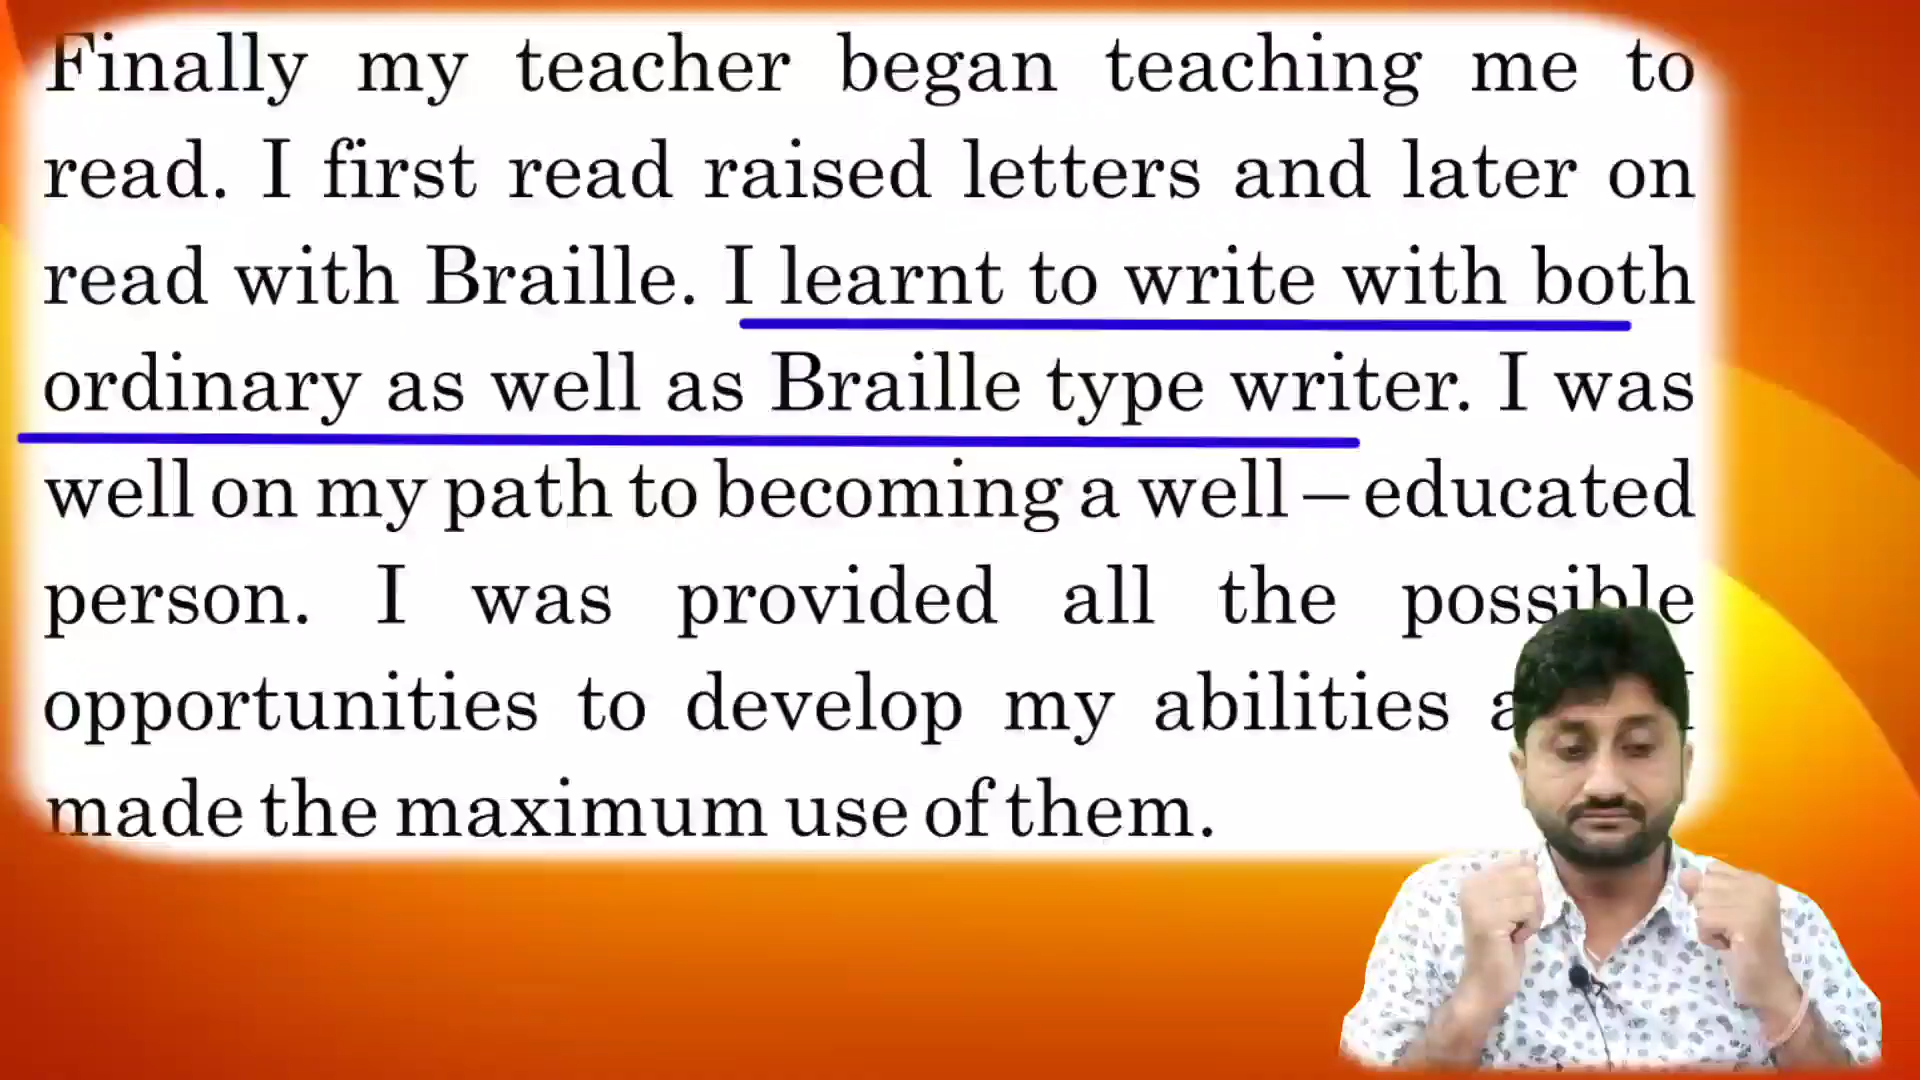 Finally my teacher began teaching me to
read. I first read raised letters and later on
read with Braille. I learnt to write with both
ordinary as well as Braille type writer. I was
well on my path to becoming a well – educated
person. I was provided all the possible
opportunities to develop my abilities
made the maximum use of them.